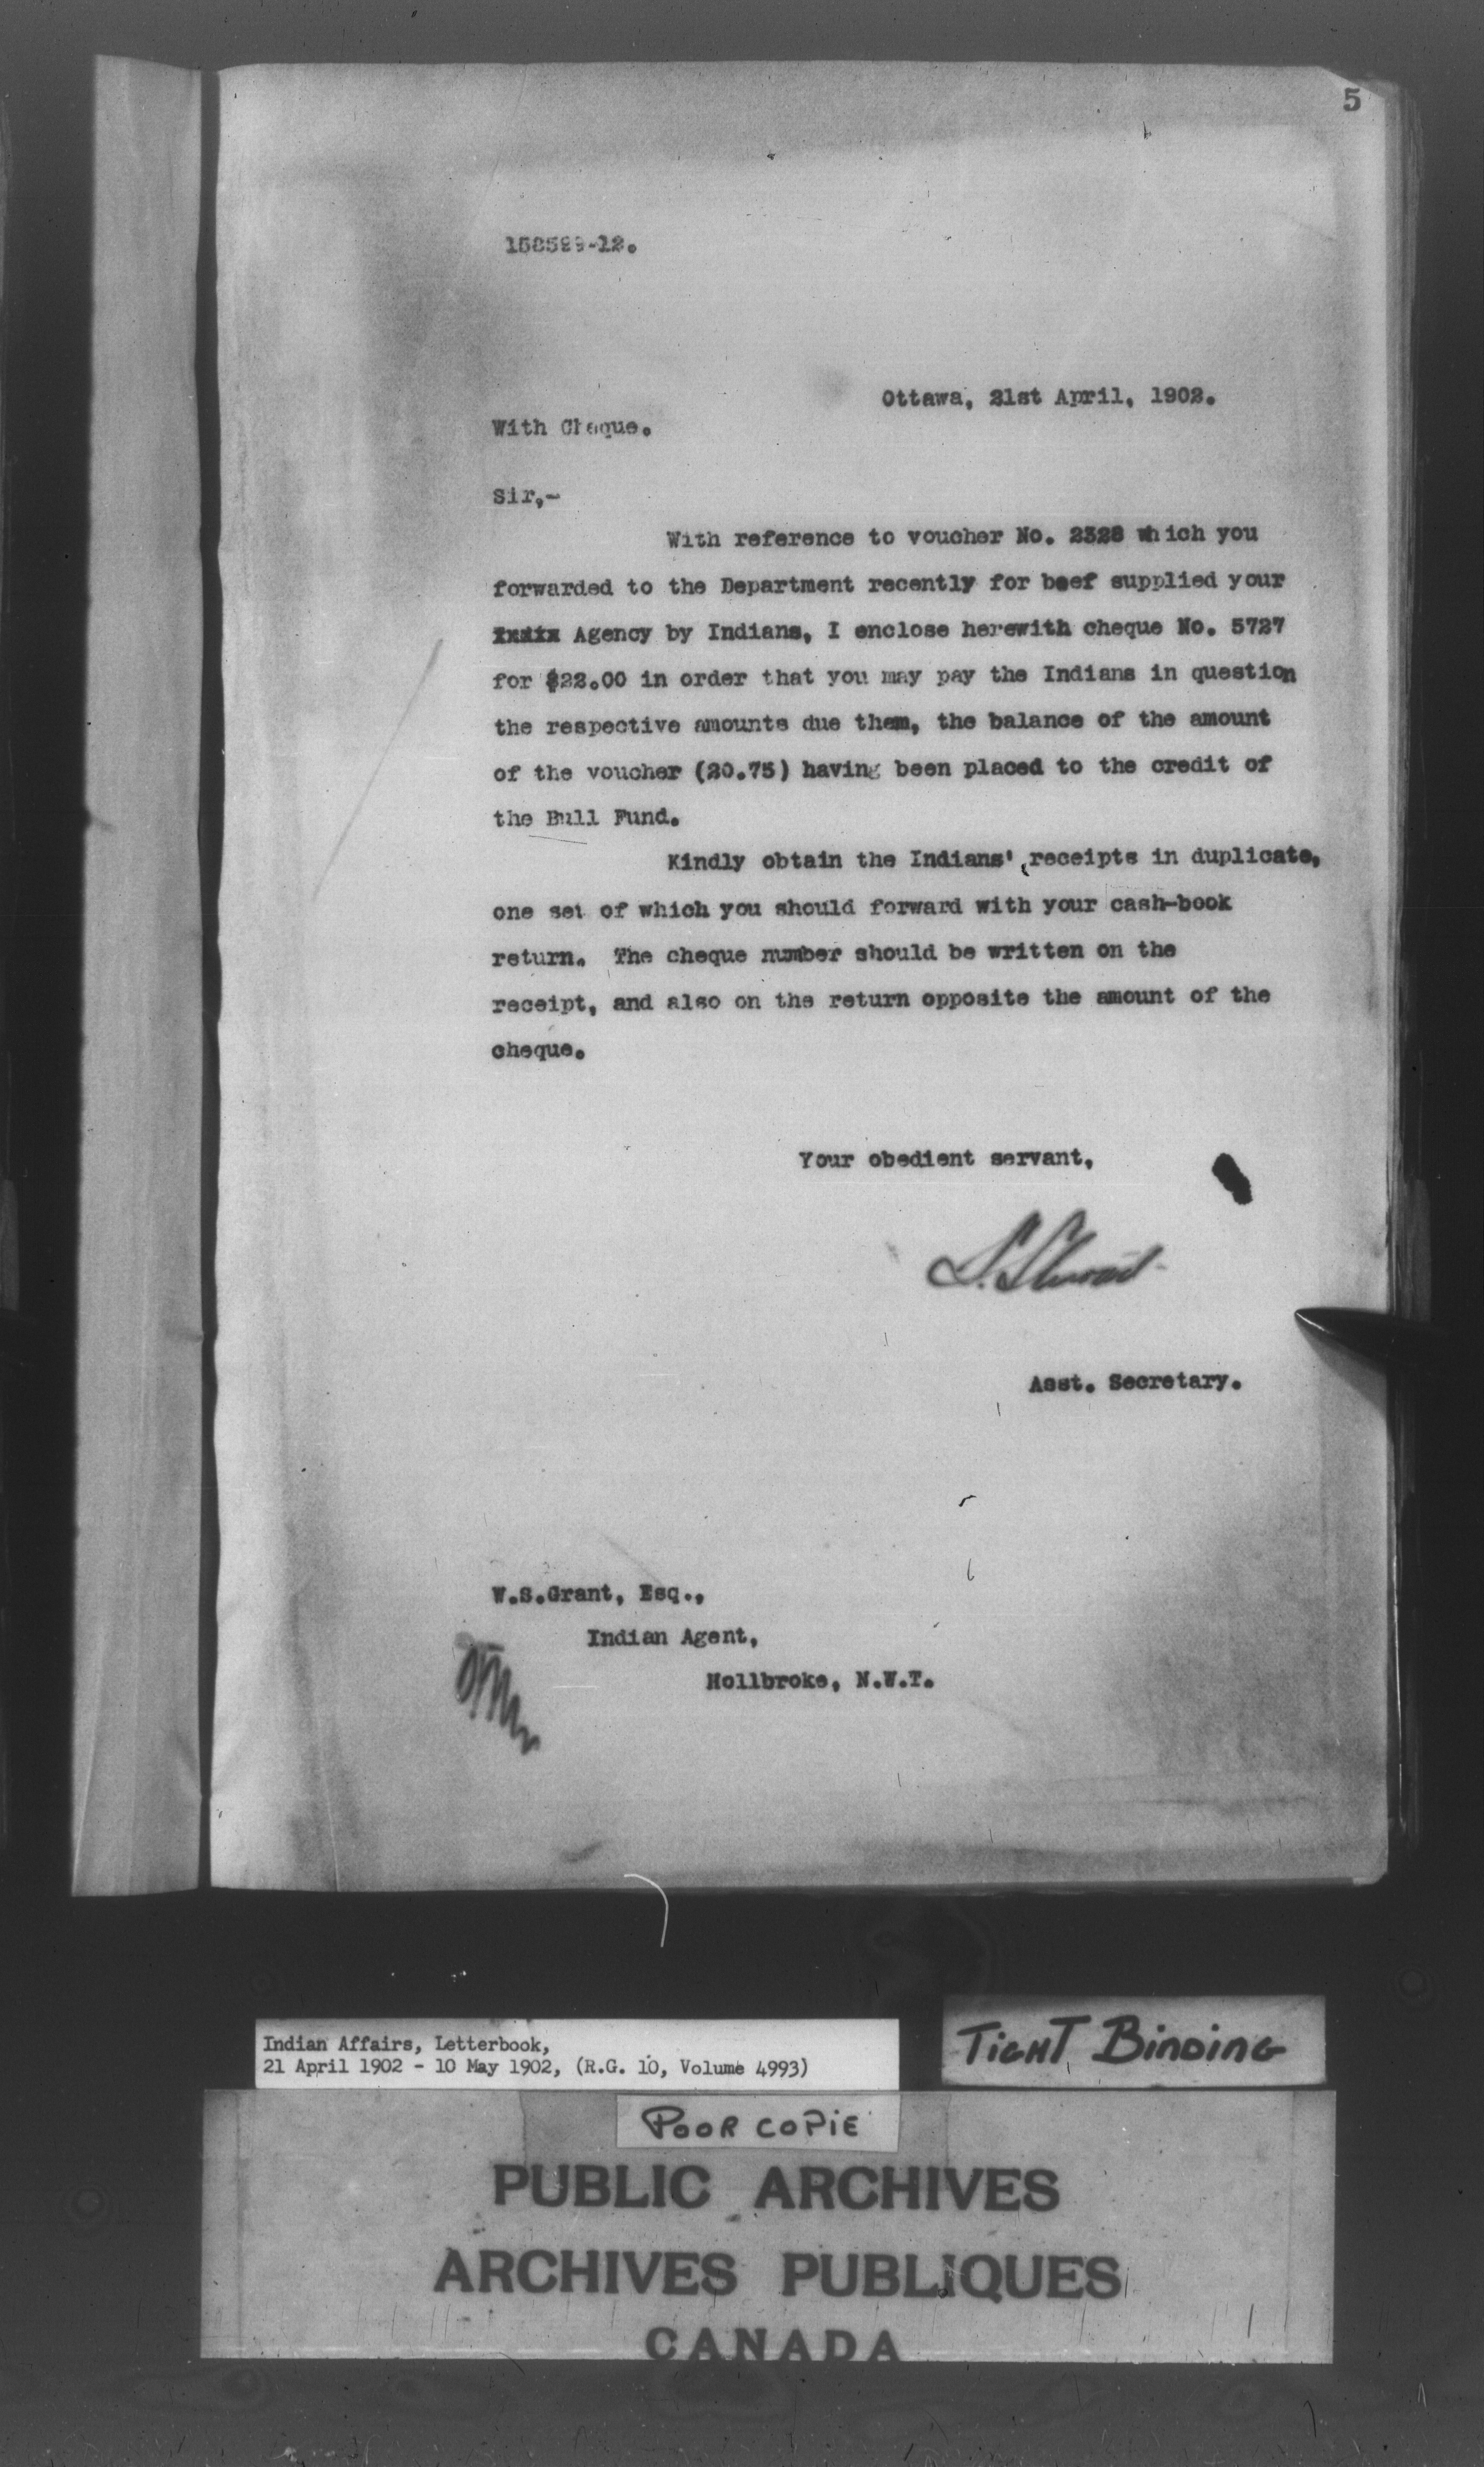 5
158599-12.
Ottawa, 21st April, 1902.
With Cheque.
Sir,-
With reference to voucher No. 2328 which you
forwarded to the Department recently for beef supplied your
Agency by Indians, I enclose herewith cheque No. 5727
for $22.00 in order that you may pay the Indians in question
the respective amounts due them, the balance of the amount
of the voucher (20.75) having been placed to the credit of
the Bull Fund.
Kindly obtain the Indians' receipts in duplicate,
one set of which you should forward with your cash-book
return. The cheque number should be written on the
receipt, and also on the return opposite the amount of the
cheque.
Your obedient servant,
S. Stewart
Asst. Secretary.
W.S.Grant, Esq.,
Indian Agent,
Hollbroke, N.W.T.
Indian Affairs, Letterbook,
21 April 1902 - 10 May 1902, (R.G. 10, Volume 4993)
TIGHT BINDING
POOR COPIE
PUBLIC ARCHIVES
ARCHIVES PUBLIQUES
CANADA